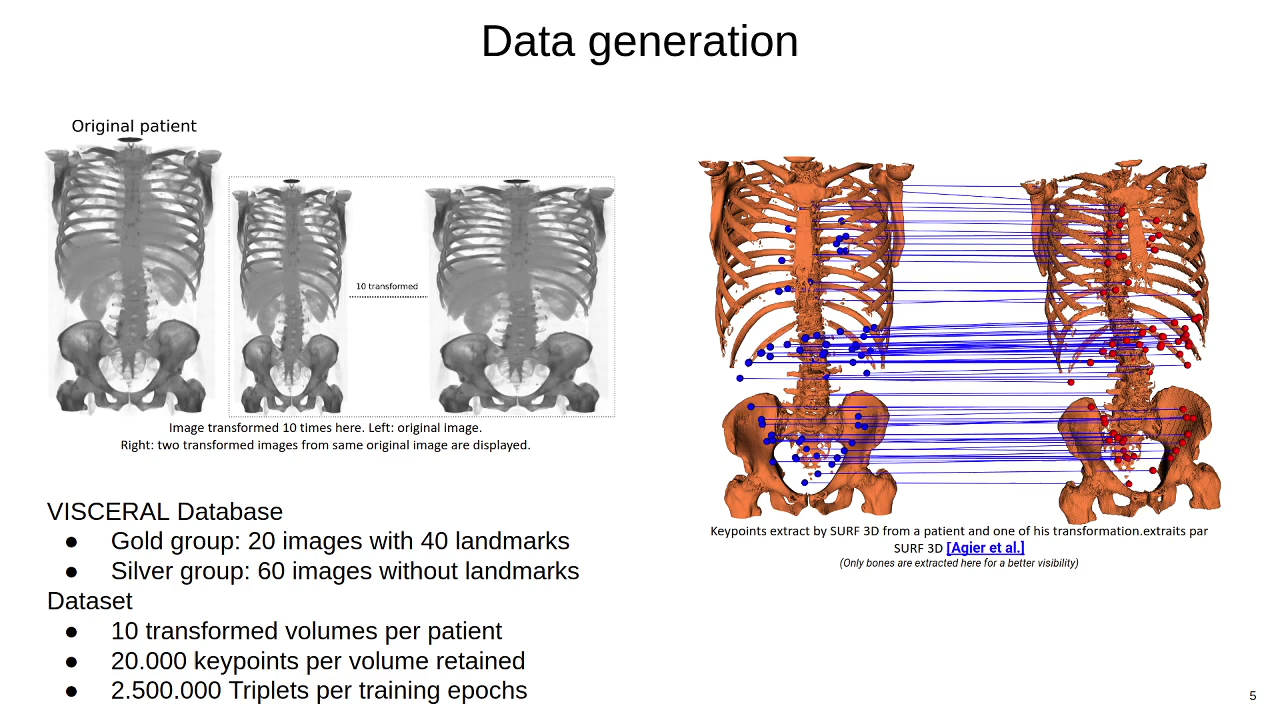 Data generation
Original patient
10 transformed
Image transformed 10 times here. Left: original image.
Right: two transformed images from same original image are displayed.
Keypoints extract by SURF 3D from a patient and one of his transformation.extraits par
SURF 3D [Agier et al.]
(Only bones are extracted here for a better visibility)
VISCERAL Database
● Gold group: 20 images with 40 landmarks
● Silver group: 60 images without landmarks
Dataset
● 10 transformed volumes per patient
● 20.000 keypoints per volume retained
● 2.500.000 Triplets per training epochs
5